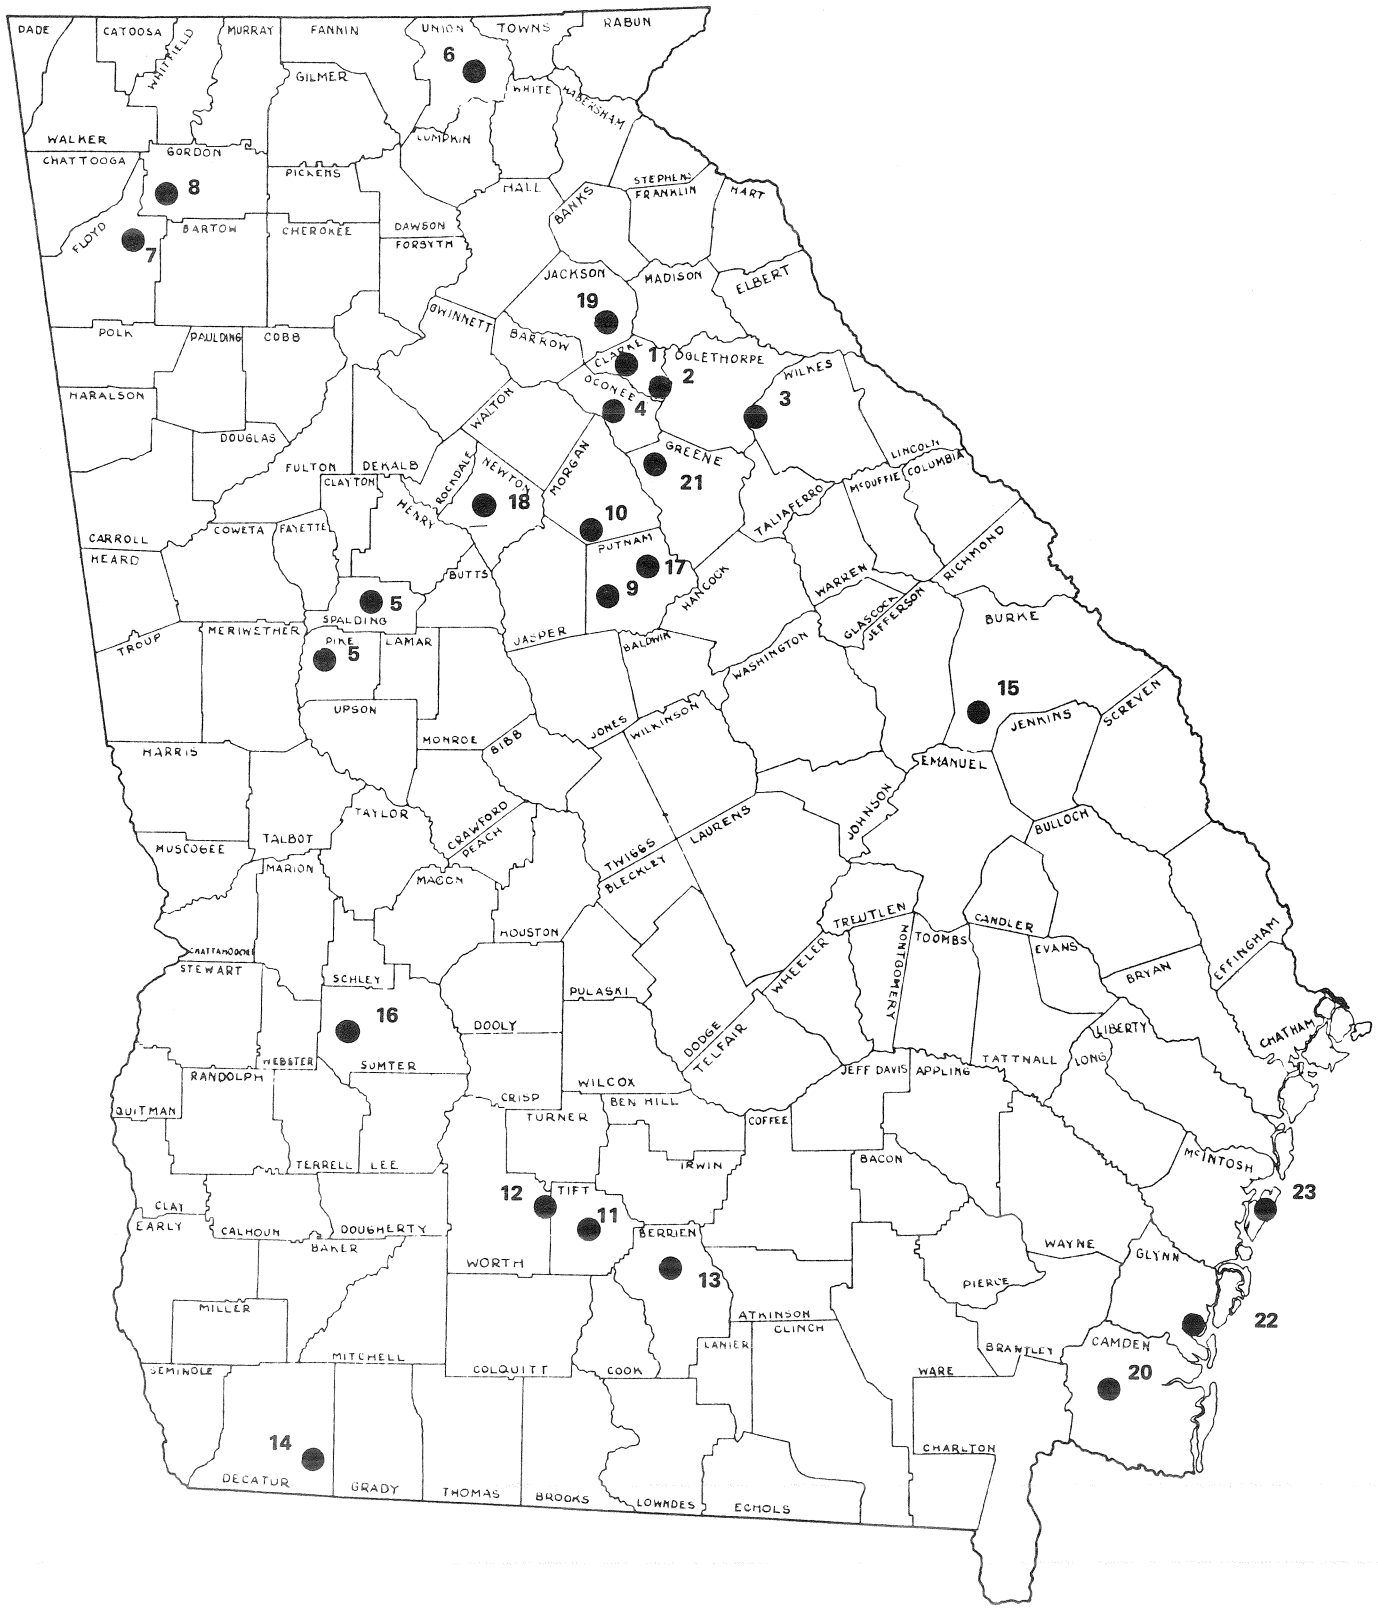 DADE
CATOOSA
WHITFIELD
MURRAY
FANNIN
UNION
TOWNS
RABUN
6
GILMER
WHITE
HABERSHAM
WALKER
CHATTOOGA
GORDON
LUMPKIN
PICKENS
HALL
STEPHENS
FRANKLIN
HART
BANKS
8
FLOYD
7
BARTOW
CHEROKEE
DAWSON
FORSYTH
JACKSON
MADISON
ELBERT
19
GWINNETT
BARROW
POLK
PAULDING
COBB
CLARKE
1
OGLETHORPE
2
WILKES
3
OCONEE
4
HARALSON
WALTON
DOUGLAS
FULTON
DEKALB
CLAYTON
ROCKDALE
NEWTON
18
MORGAN
GREENE
21
LINCOLN
COLUMBIA
McDUFFIE
TALIAFERRO
HENRY
10
CARROLL
HEARD
COWETA
FAYETTE
PUTNAM
17
9
HANCOCK
WARREN
RICHMOND
BUTTS
5
SPALDING
GLASCOCK
JEFFERSON
BURKE
TROUP
MERIWETHER
PIKE
5
LAMAR
JASPER
BALDWIN
WASHINGTON
15
UPSON
JONES
WILKINSON
JENKINS
SCREVEN
MONROE
BIBB
HARRIS
EMANUEL
TAYLOR
CRAWFORD
PEACH
LAURENS
JOHNSON
BULLOCH
MUSCOGEE
TALBOT
TWIGGS
BLECKLEY
MARION
MACON
TREUTLEN
CANDLER
CHATTAHOOCHE
HOUSTON
WHEELER
MONTGOMERY
TOOMBS
EVANS
EFFINGHAM
STEWART
SCHLEY
BRYAN
PULASKI
16
DOOLY
DODGE
TELFAIR
LIBERTY
CHATHAM
WEBSTER
SUMTER
TATTNALL
LONG
RANDOLPH
WILCOX
JEFF DAVIS
APPLING
QUITMAN
CRISP
BEN HILL
TURNER
COFFEE
TERRELL
LEE
IRWIN
BACON
McINTOSH
CLAY
EARLY
12
TIFT
11
23
CALHOUN
DOUGHERTY
BERRIEN
BAKER
WORTH
WAYNE
GLYNN
13
PIERCE
MILLER
ATKINSON
CLINCH
22
LANIER
BRANTLEY
CAMDEN
MITCHELL
SEMINOLE
COLQUITT
COOK
WARE
20
14
CHARLTON
DECATUR
GRADY
THOMAS
BROOKS
LOWNDES
ECHOLS